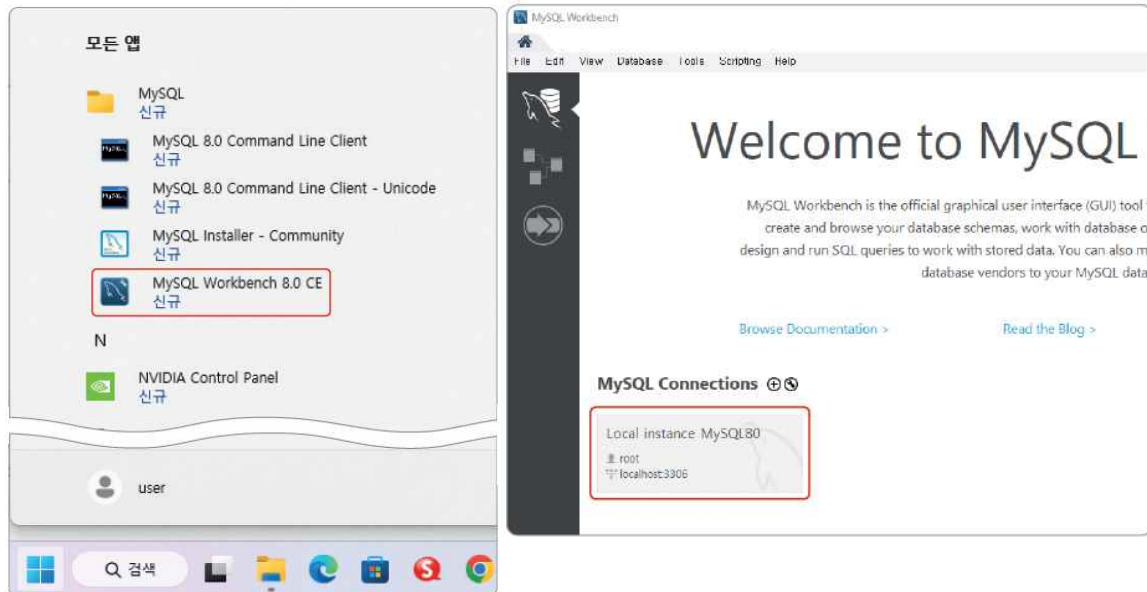 모든 앱
MySQL
신규
MySQL 8.0 Command Line Client
신규
MySQL 8.0 Command Line Client - Unicode
신규
MySQL Installer - Community
신규
MySQL Workbench 8.0 CE
신규
N
NVIDIA Control Panel
신규
user
검색
MySQL Workbench
File Edit View Database Tools Scripting Help
Welcome to MySQL
MySQL Workbench is the official graphical user interface (GUI) tool
create and browse your database schemas, work with database o
design and run SQL queries to work with stored data. You can also m
database vendors to your MySQL data
Browse Documentation > Read the Blog >
MySQL Connections
Local instance MySQL80
root
localhost:3306